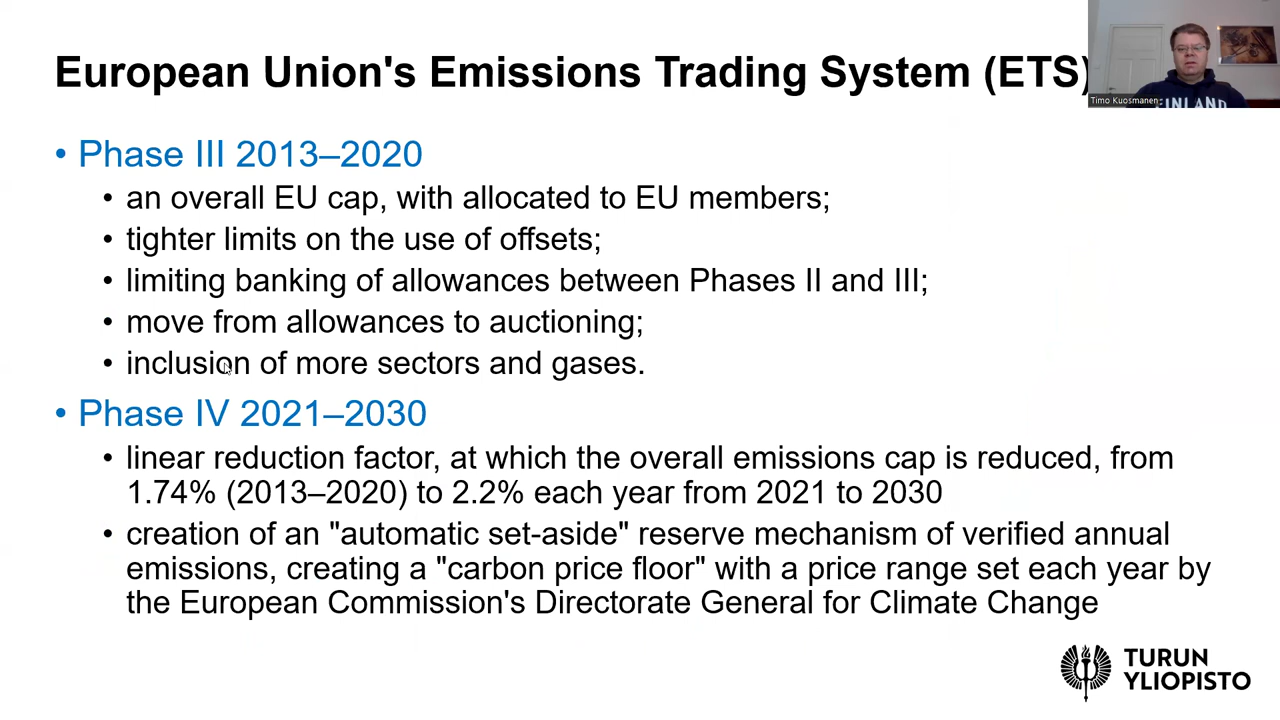 European Union's Emissions Trading System (ETS)
Timo Kuosmanen
FINLAND
• Phase III 2013–2020
• an overall EU cap, with allocated to EU members;
• tighter limits on the use of offsets;
• limiting banking of allowances between Phases II and III;
• move from allowances to auctioning;
• inclusion of more sectors and gases.
• Phase IV 2021–2030
• linear reduction factor, at which the overall emissions cap is reduced, from
1.74% (2013–2020) to 2.2% each year from 2021 to 2030
• creation of an "automatic set-aside" reserve mechanism of verified annual
emissions, creating a "carbon price floor" with a price range set each year by
the European Commission's Directorate General for Climate Change
TURUN
YLIOPISTO